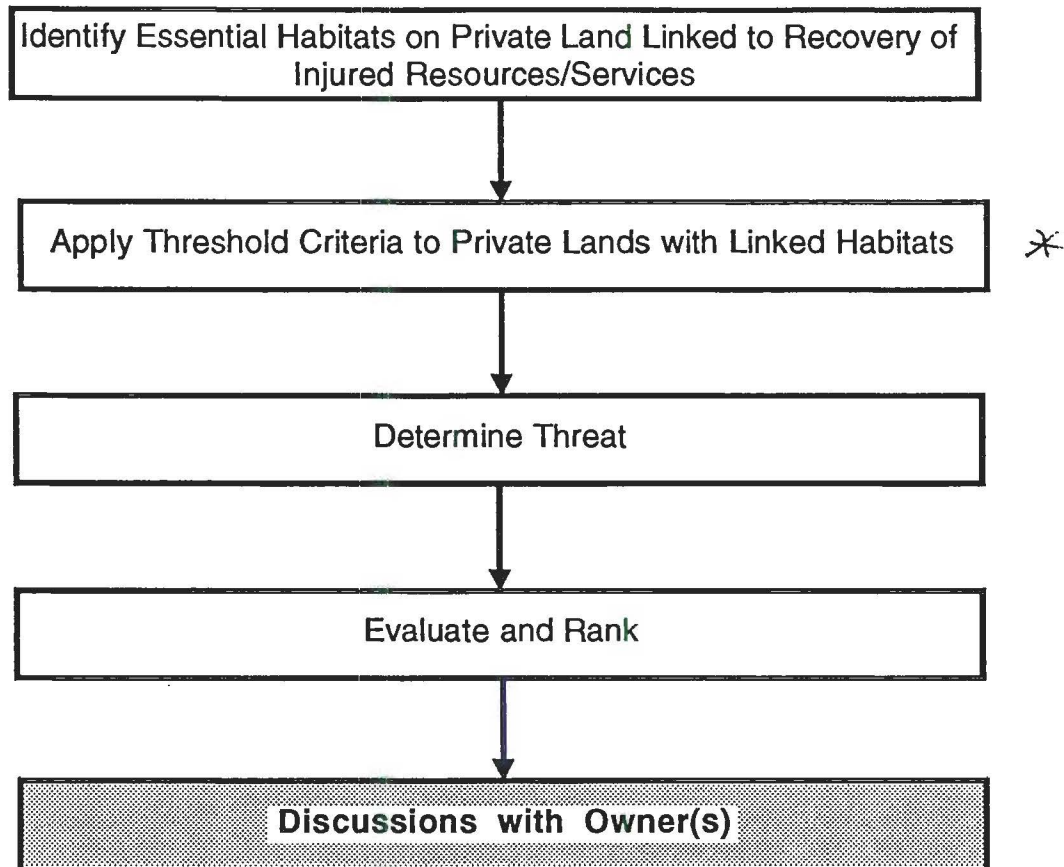 Identify Essential Habitats on Private Land Linked to Recovery of
Injured Resources/Services
Apply Threshold Criteria to Private Lands with Linked Habitats
*
Determine Threat
Evaluate and Rank
Discussions with Owner(s)